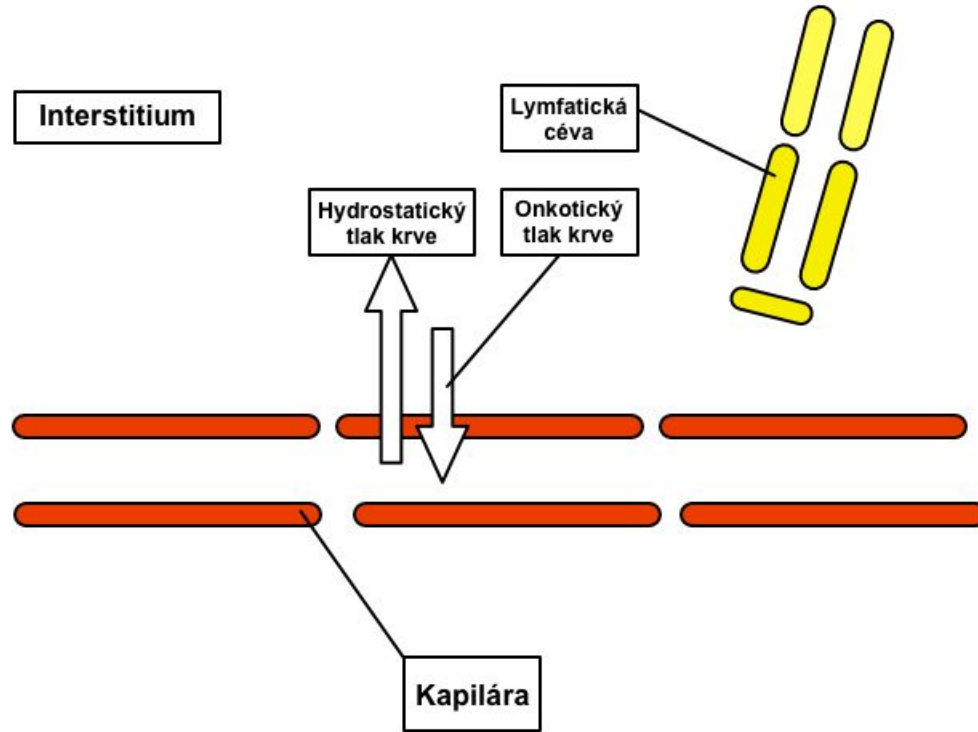 Interstitium
Lymfatická
céva
Hydrostatický
tlak krve
Onkotický
tlak krve
Kapilára